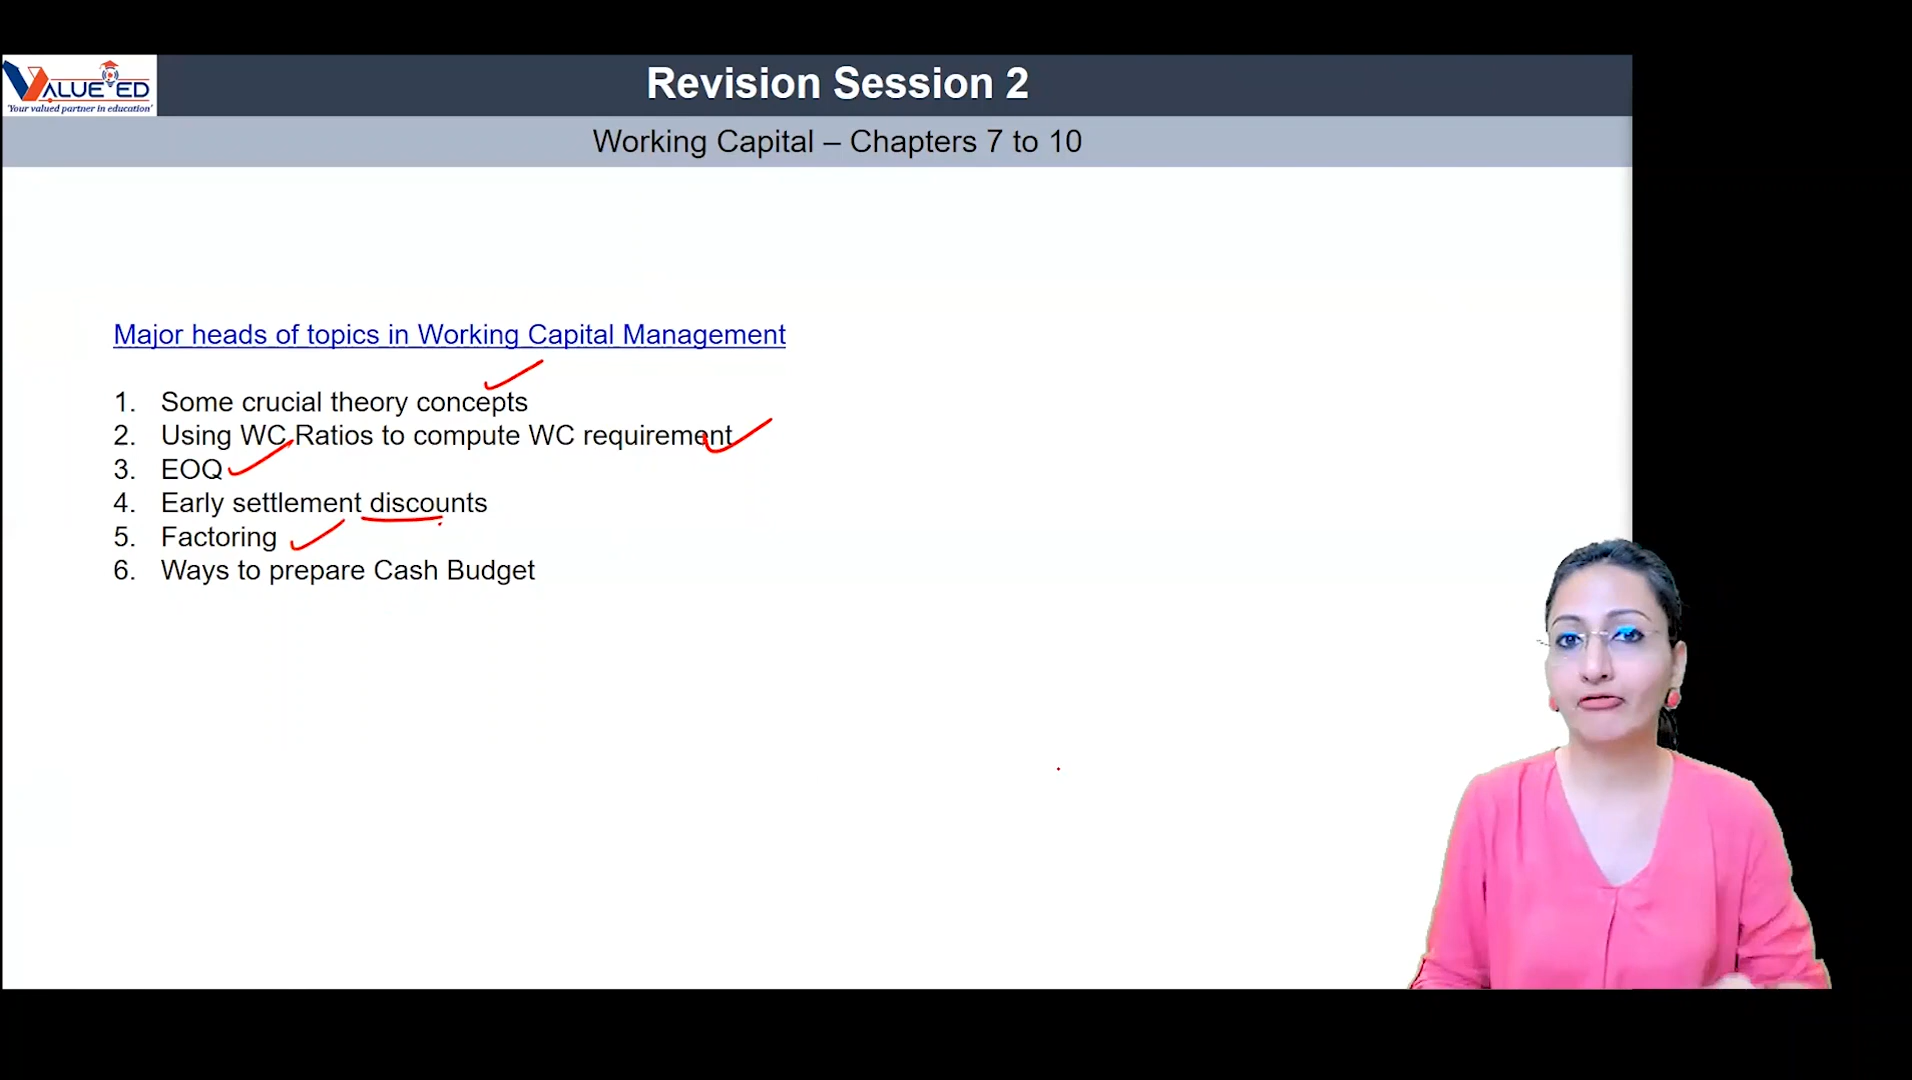 VALUE ED
'Your valued partner in education'
Revision Session 2
Working Capital – Chapters 7 to 10
Major heads of topics in Working Capital Management
1. Some crucial theory concepts
2. Using WC Ratios to compute WC requirement
3. EOQ
4. Early settlement discounts
5. Factoring
6. Ways to prepare Cash Budget